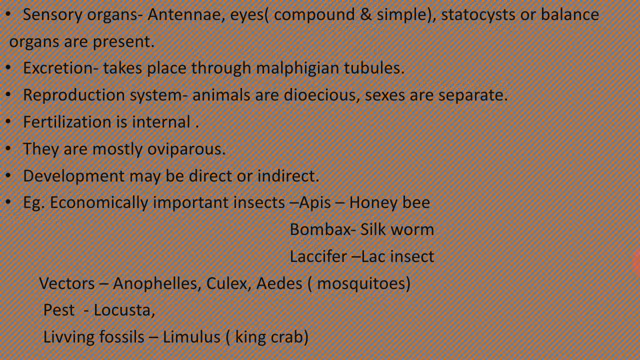 • Sensory organs- Antennae, eyes( compound & simple), statocysts or balance
organs are present.
• Excretion- takes place through malphigian tubules.
• Reproduction system- animals are dioecious, sexes are separate.
• Fertilization is internal .
• They are mostly oviparous.
• Development may be direct or indirect.
• Eg. Economically important insects –Apis – Honey bee
Bombax- Silk worm
Laccifer –Lac insect
Vectors – Anophelles, Culex, Aedes ( mosquitoes)
Pest - Locusta,
Livving fossils – Limulus ( king crab)